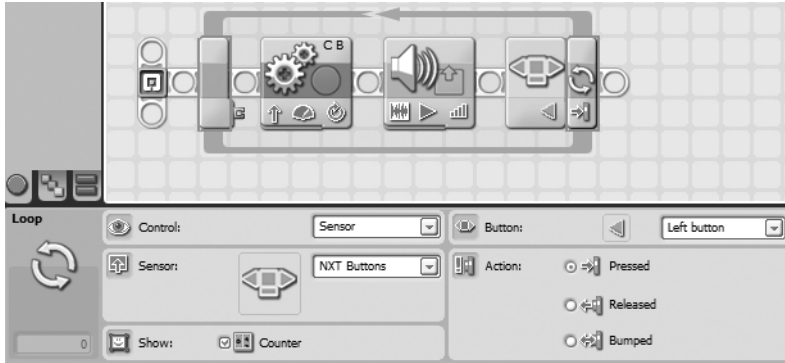 C B
Loop
Control:
Sensor
Button:
Left button
Sensor:
NXT Buttons
Action:
Pressed
Released
0
Show:
Counter
Bumped